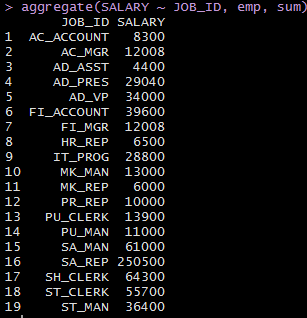 > aggregate(SALARY ~ JOB_ID, emp, sum)
JOB_ID SALARY
1 AC_ACCOUNT 8300
2 AC_MGR 12008
3 AD_ASST 4400
4 AD_PRES 29040
5 AD_VP 34000
6 FI_ACCOUNT 39600
7 FI_MGR 12008
8 HR_REP 6500
9 IT_PROG 28800
10 MK_MAN 13000
11 MK_REP 6000
12 PR_REP 10000
13 PU_CLERK 13900
14 PU_MAN 11000
15 SA_MAN 61000
16 SA_REP 250500
17 SH_CLERK 64300
18 ST_CLERK 55700
19 ST_MAN 36400